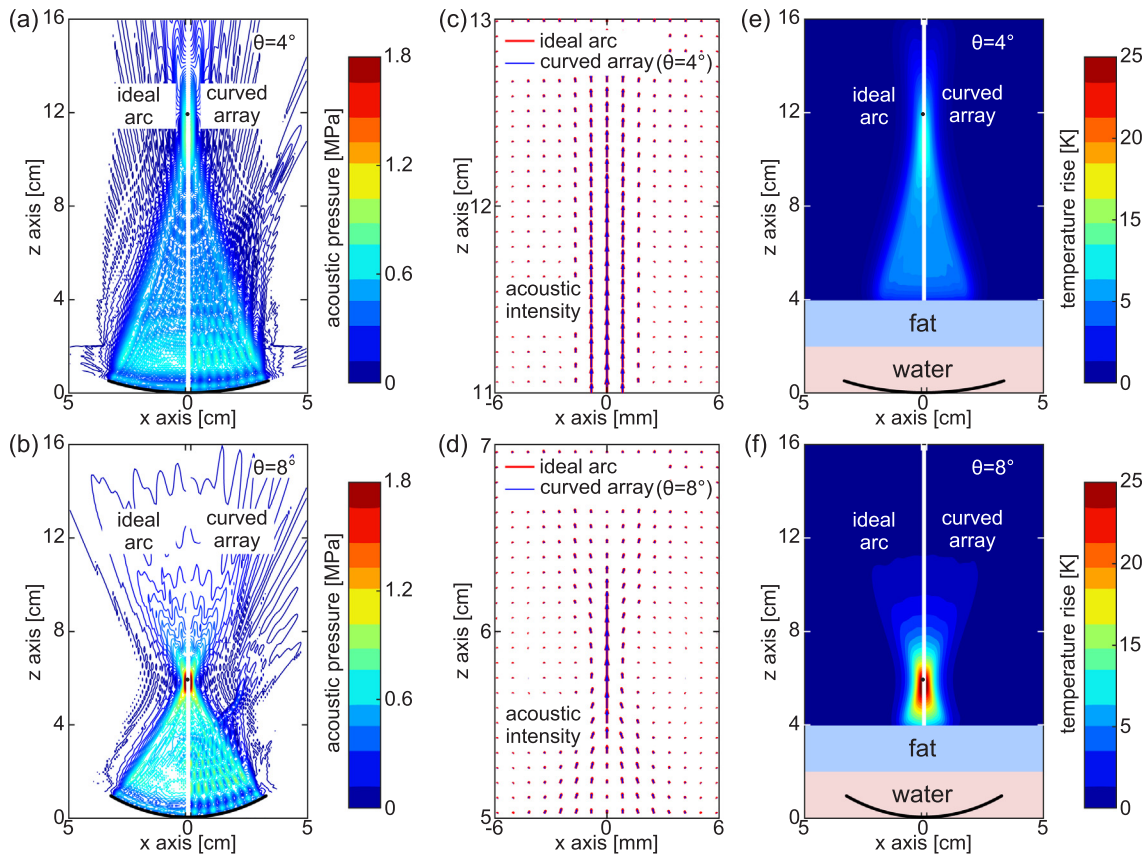 (a)
16
12
8
4
0
z axis [cm]
θ=4°
ideal
arc
curved
array
5
0
5
x axis [cm]
1.8
1.2
0.6
0
acoustic pressure [MPa]
(c)
13
12
11
z axis [cm]
ideal arc
curved array(θ=4°)
acoustic
intensity
-6
0
6
x axis [mm]
(e)
16
12
8
4
0
z axis [cm]
θ=4°
ideal
arc
curved
array
fat
water
5
0
5
x axis [cm]
25
20
15
10
5
0
temperature rise [K]
(b)
16
12
8
4
0
z axis [cm]
θ=8°
ideal
arc
curved
array
5
0
5
x axis [cm]
1.8
1.2
0.6
0
acoustic pressure [MPa]
(d)
7
6
5
z axis [cm]
ideal arc
curved array(θ=8°)
acoustic
intensity
-6
0
6
x axis [mm]
(f)
16
12
8
4
0
z axis [cm]
θ=8°
ideal
arc
curved
array
fat
water
5
0
5
x axis [cm]
25
20
15
10
5
0
temperature rise [K]